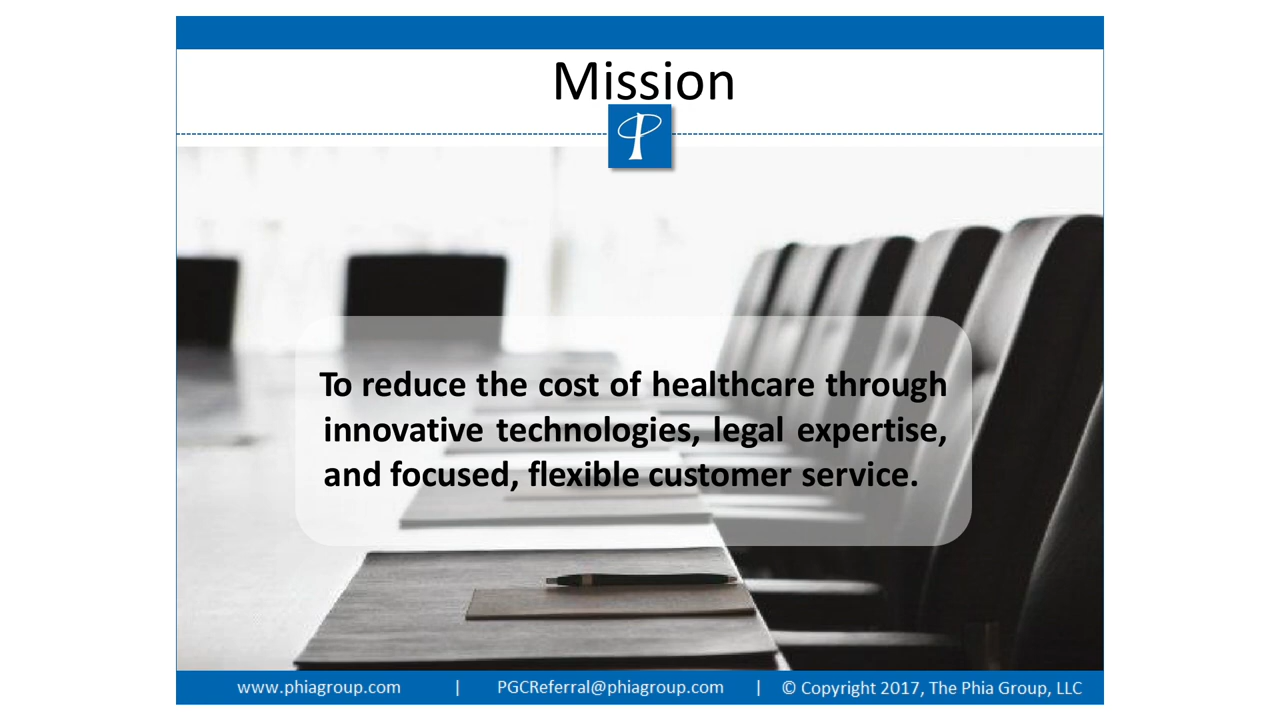 Mission
To reduce the cost of healthcare through
innovative technologies, legal expertise,
and focused, flexible customer service.
www.phiagroup.com | PGCReferral@phiagroup.com | © Copyright 2017, The Phia Group, LLC